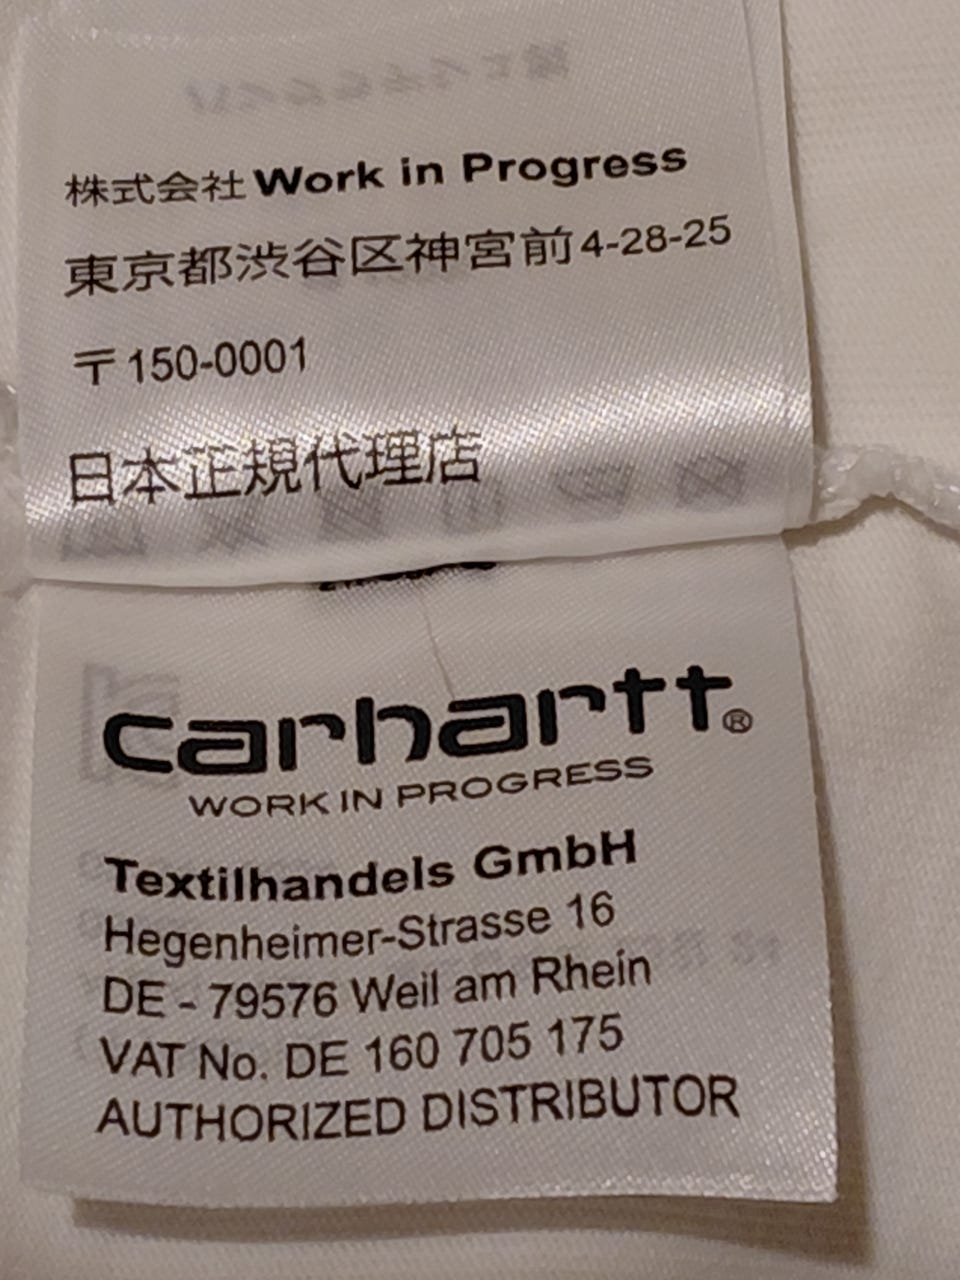 株式会社 Work in Progress
東京都渋谷区神宮前 4-28-25
〒150-0001
日本正規代理店
carhartt®
WORK IN PROGRESS
Textilhandels GmbH
Hegenheimer-Strasse 16
DE - 79576 Weil am Rhein
VAT No. DE 160 705 175
AUTHORIZED DISTRIBUTOR